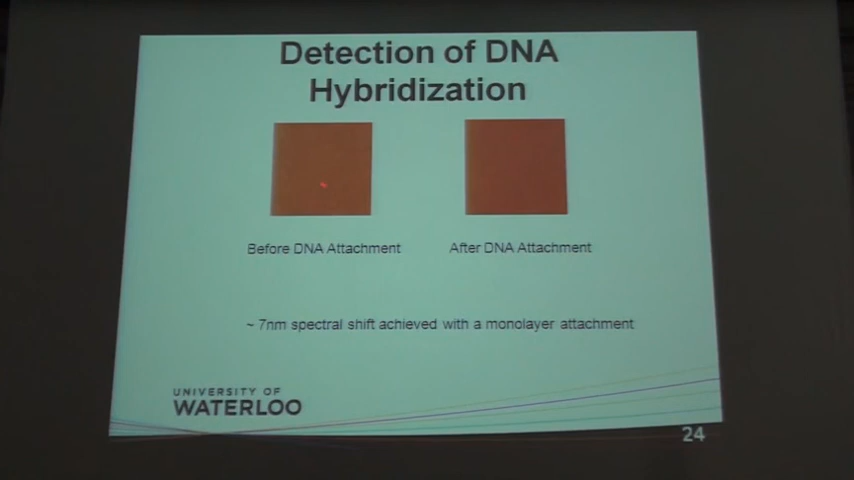 Detection of DNA
Hybridization
Before DNA Attachment
After DNA Attachment
~ 7nm spectral shift achieved with a monolayer attachment
UNIVERSITY OF
WATERLOO
24